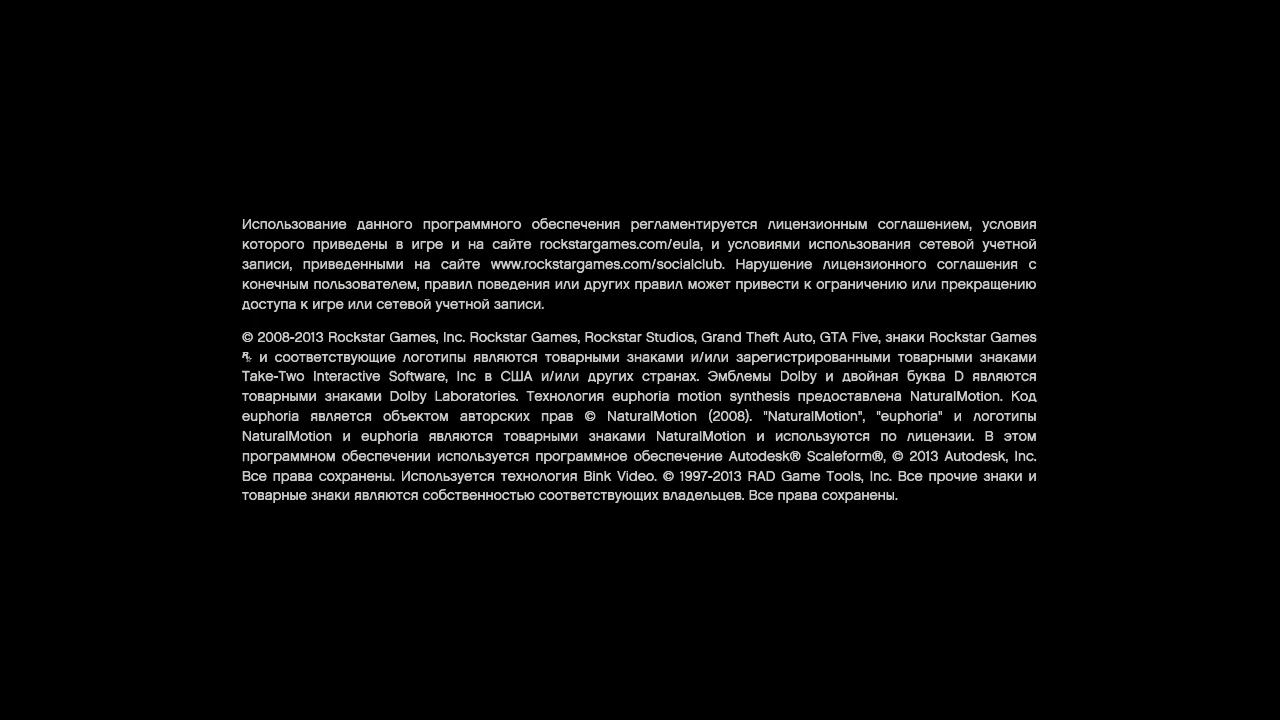 Использование данного программного обеспечения регламентируется лицензионным соглашением, условия
которого приведены в игре и на сайте rockstargames.com/eula, и условиями использования сетевой учетной
записи, приведенными на сайте www.rockstargames.com/socialclub. Нарушение лицензионного соглашения с
конечным пользователем, правил поведения или других правил может привести к ограничению или прекращению
доступа к игре или сетевой учетной записи.
© 2008-2013 Rockstar Games, Inc. Rockstar Games, Rockstar Studios, Grand Theft Auto, GTA Five, знаки Rockstar Games
R* и соответствующие логотипы являются товарными знаками и/или зарегистрированными товарными знаками
Take-Two Interactive Software, Inc в США и/или других странах. Эмблемы Dolby и двойная буква D являются
товарными знаками Dolby Laboratories. Технология euphoria motion synthesis предоставлена NaturalMotion. Код
euphoria является объектом авторских прав © NaturalMotion (2008). "NaturalMotion", "euphoria" и логотипы
NaturalMotion и euphoria являются товарными знаками NaturalMotion и используются по лицензии. В этом
программном обеспечении используется программное обеспечение Autodesk® Scaleform®, © 2013 Autodesk, Inc.
Все права сохранены. Используется технология Bink Video. © 1997-2013 RAD Game Tools, Inc. Все прочие знаки и
товарные знаки являются собственностью соответствующих владельцев. Все права сохранены.